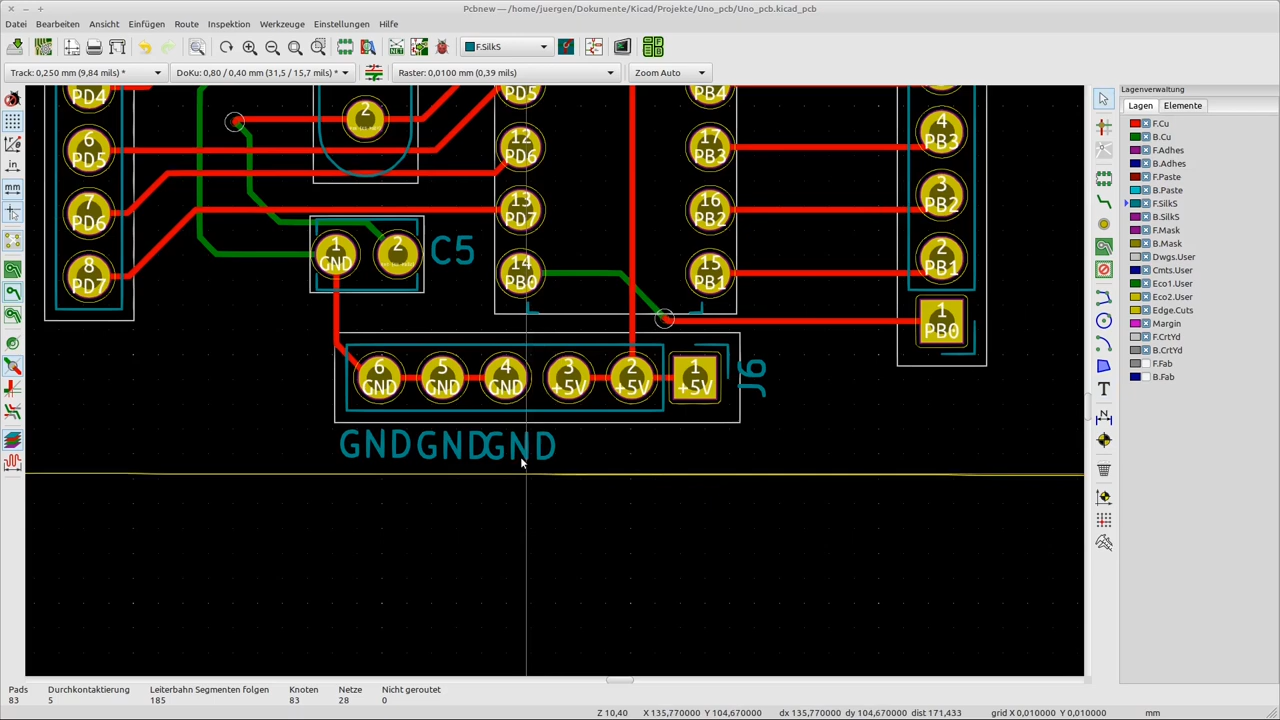 Pcbnew — /home/juergen/Dokumente/Kicad/Projekte/Uno_pcb/Uno_pcb.kicad_pcb
Datei Bearbeiten Ansicht Einfügen Route Inspektion Werkzeuge Einstellungen Hilfe
F.SilkS
Track: 0,250 mm (9,84 mils) * DoKu: 0,80 / 0,40 mm (31,5 / 15,7 mils) * Raster: 0,0100 mm (0,39 mils) Zoom Auto
Lagenverwaltung
Lagen Elemente
F.Cu
B.Cu
F.Adhes
B.Adhes
F.Paste
B.Paste
F.SilkS
B.SilkS
F.Mask
B.Mask
Dwgs.User
Cmts.User
Eco1.User
Eco2.User
Edge.Cuts
Margin
F.CrtYd
B.CrtYd
F.Fab
B.Fab
in
mm
PD4 PD5 PB4
2
6 12 17 4
PD5 PD6 PB3 PB3
7 13 16 3
PD6 PD7 PB2 PB2
1 2 C5
GND
8 14 15 2
PD7 PB0 PB1 PB1
1
PB0
6 5 4 3 2 1
GND GND GND +5V +5V +5V
J6
GND GND GND
Pads Durchkontaktierung Leiterbahn Segmenten folgen Knoten Netze Nicht geroutet
83 5 185 83 28 0
Z 10,40 X 135,770000 Y 104,670000 dx 135,770000 dy 104,670000 dist 171,433 grid X 0,010000 Y 0,010000 mm